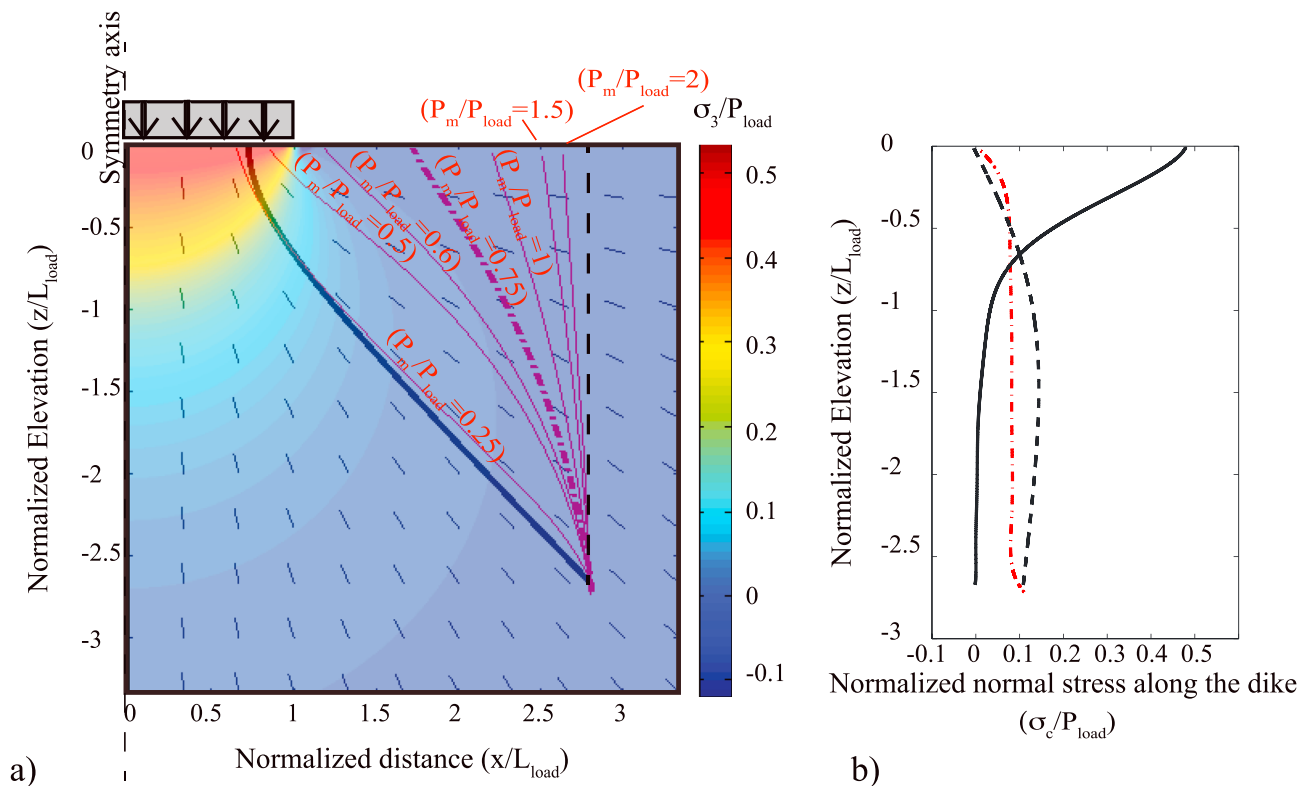 Symmetry axis
(P_m/P_load=2)
(P_m/P_load=1.5)
σ_3/P_load
(P_m/P_load=0.5)
(P_m/P_load=0.6)
(P_m/P_load=0.75)
(P_m/P_load=1)
(P_m/P_load=0.25)
Normalized Elevation (z/L_load)
0
-0.5
-1
-1.5
-2
-2.5
-3
0 0.5 1 1.5 2 2.5 3
Normalized distance (x/L_load)
0.5
0.4
0.3
0.2
0.1
0
-0.1
a)
Normalized Elevation (z/L_load)
0
-0.5
-1
-1.5
-2
-2.5
-3
-0.1 0 0.1 0.2 0.3 0.4 0.5
Normalized normal stress along the dike
(σ_c/P_load)
b)